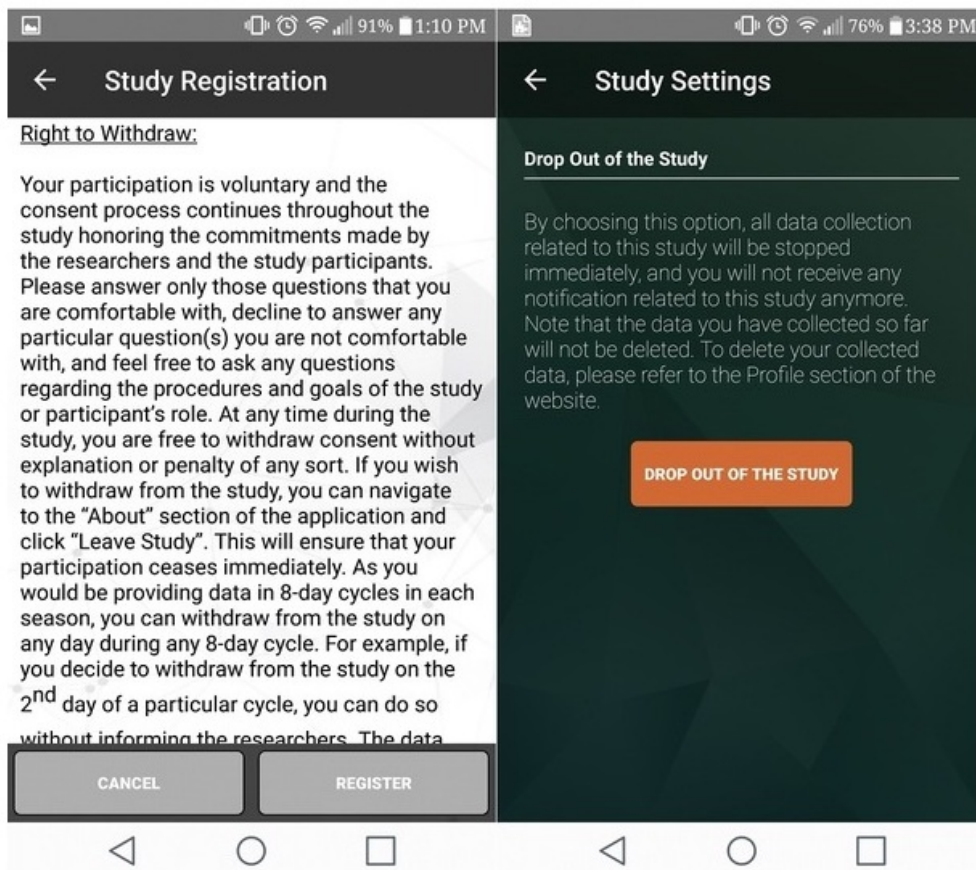 91% 1:10 PM
Study Registration
Right to Withdraw:
Your participation is voluntary and the
consent process continues throughout the
study honoring the commitments made by
the researchers and the study participants.
Please answer only those questions that you
are comfortable with, decline to answer any
particular question(s) you are not comfortable
with, and feel free to ask any questions
regarding the procedures and goals of the study
or participant's role. At any time during the
study, you are free to withdraw consent without
explanation or penalty of any sort. If you wish
to withdraw from the study, you can navigate
to the “About” section of the application and
click “Leave Study”. This will ensure that your
participation ceases immediately. As you
would be providing data in 8-day cycles in each
season, you can withdraw from the study on
any day during any 8-day cycle. For example, if
you decide to withdraw from the study on the
2nd day of a particular cycle, you can do so
without informing the researchers. The data
CANCEL
REGISTER
76% 3:38 PM
Study Settings
Drop Out of the Study
By choosing this option, all data collection
related to this study will be stopped
immediately, and you will not receive any
notification related to this study anymore.
Note that the data you have collected so far
will not be deleted. To delete your collected
data, please refer to the Profile section of the
website.
DROP OUT OF THE STUDY